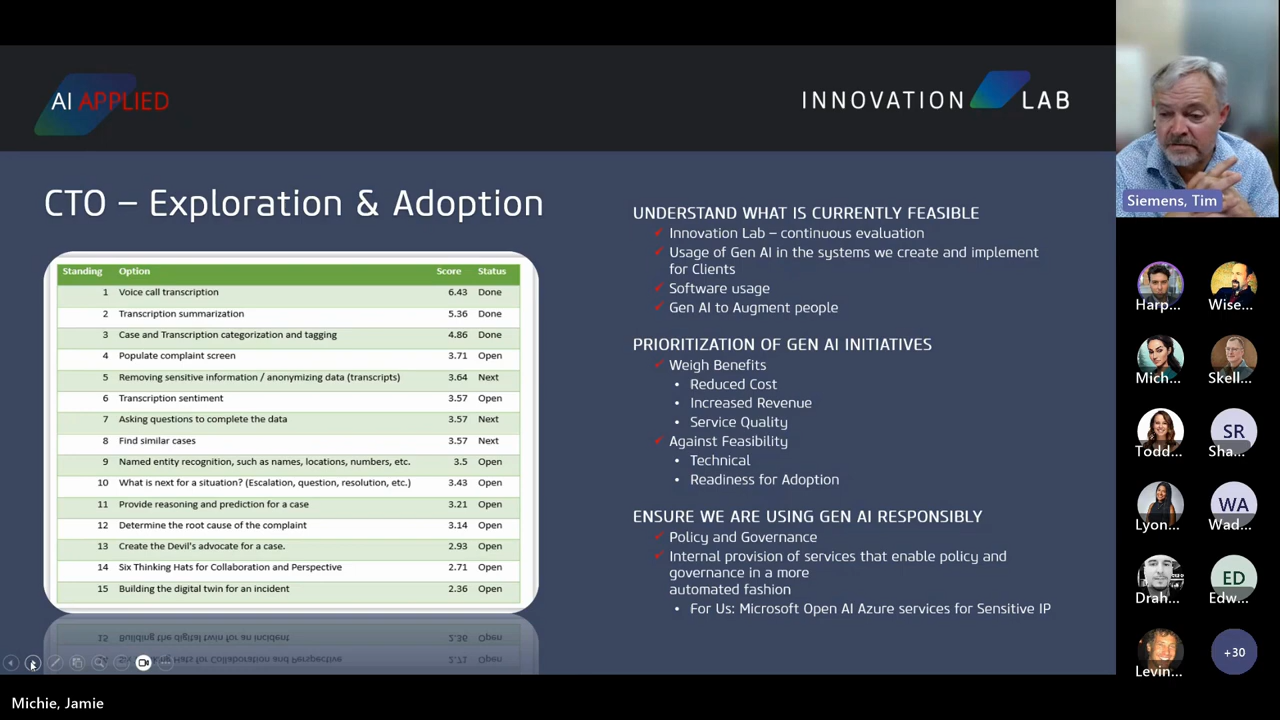 AI APPLIED
INNOVATION LAB
CTO – Exploration & Adoption
Standing Option Score Status
1 Voice call transcription 6.43 Done
2 Transcription summarization 5.36 Done
3 Case and Transcription categorization and tagging 4.86 Done
4 Populate complaint screen 3.71 Open
5 Removing sensitive information / anonymizing data (transcripts) 3.64 Next
6 Transcription sentiment 3.57 Open
7 Asking questions to complete the data 3.57 Next
8 Find similar cases 3.57 Next
9 Named entity recognition, such as names, locations, numbers, etc. 3.5 Open
10 What is next for a situation? (Escalation, question, resolution, etc.) 3.43 Open
11 Provide reasoning and prediction for a case 3.21 Open
12 Determine the root cause of the complaint 3.14 Open
13 Create the Devil's advocate for a case. 2.93 Open
14 Six Thinking Hats for Collaboration and Perspective 2.71 Open
15 Building the digital twin for an incident 2.36 Open
UNDERSTAND WHAT IS CURRENTLY FEASIBLE
Innovation Lab – continuous evaluation
Usage of Gen AI in the systems we create and implement
for Clients
Software usage
Gen AI to Augment people
PRIORITIZATION OF GEN AI INITIATIVES
Weigh Benefits
• Reduced Cost
• Increased Revenue
• Service Quality
Against Feasibility
• Technical
• Readiness for Adoption
ENSURE WE ARE USING GEN AI RESPONSIBLY
Policy and Governance
Internal provision of services that enable policy and
governance in a more
automated fashion
• For Us: Microsoft Open AI Azure services for Sensitive IP
Siemens, Tim
Harp...
Wise...
Mich...
Skell...
Todd...
SR
Sha...
Lyon...
WA
Wad...
Drah...
ED
Edw...
Levin...
+30
Michie, Jamie